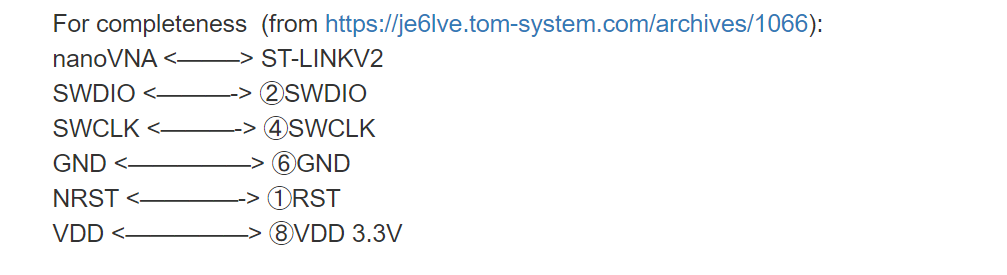 For completeness  (from https://je6lve.tom-system.com/archives/1066):
nanoVNA <———> ST-LINKV2
SWDIO <————-> ②SWDIO
SWCLK <————-> ④SWCLK
GND <—————> ⑥GND
NRST <————-> ①RST
VDD <—————> ⑧VDD 3.3V